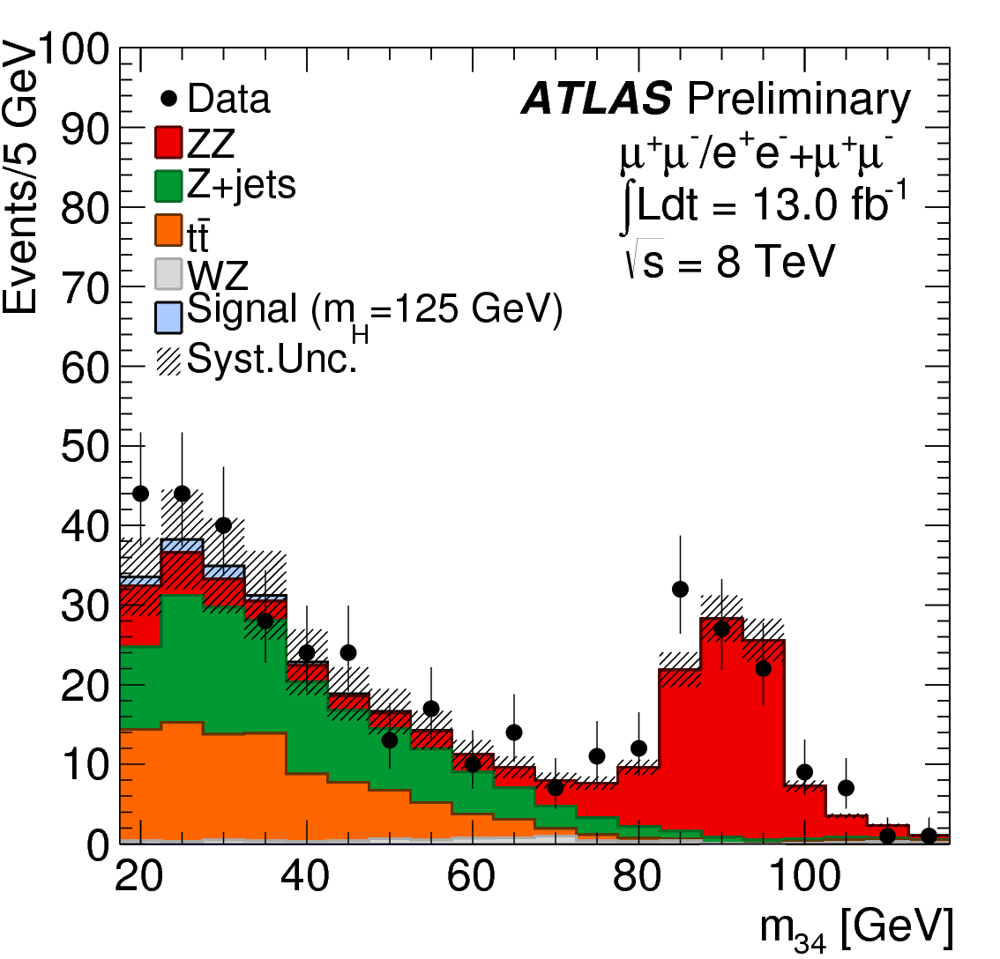 Events/5 GeV
100
90
80
70
60
50
40
30
20
10
0
Data
ZZ
Z+jets
tt̄
WZ
Signal (m_H=125 GeV)
Syst.Unc.
ATLAS Preliminary
μ⁺μ⁻/e⁺e⁻+μ⁺μ⁻
∫Ldt = 13.0 fb⁻¹
√s = 8 TeV
20 40 60 80 100
m₃₄ [GeV]